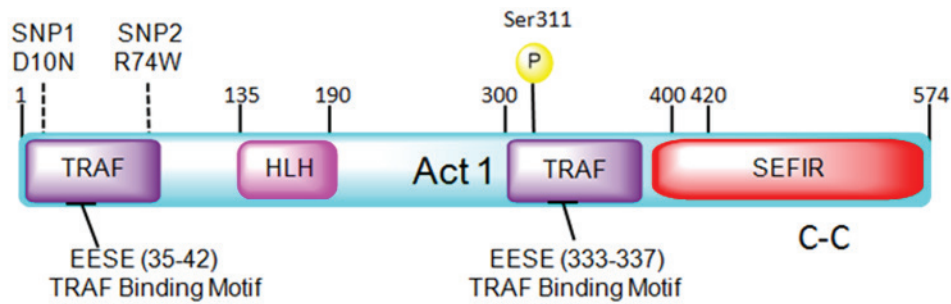 SNP1 SNP2 Ser311
D10N R74W P
1 135 190 300 400 420 574
TRAF HLH Act 1 TRAF SEFIR
C-C
EESE (35-42) EESE (333-337)
TRAF Binding Motif TRAF Binding Motif